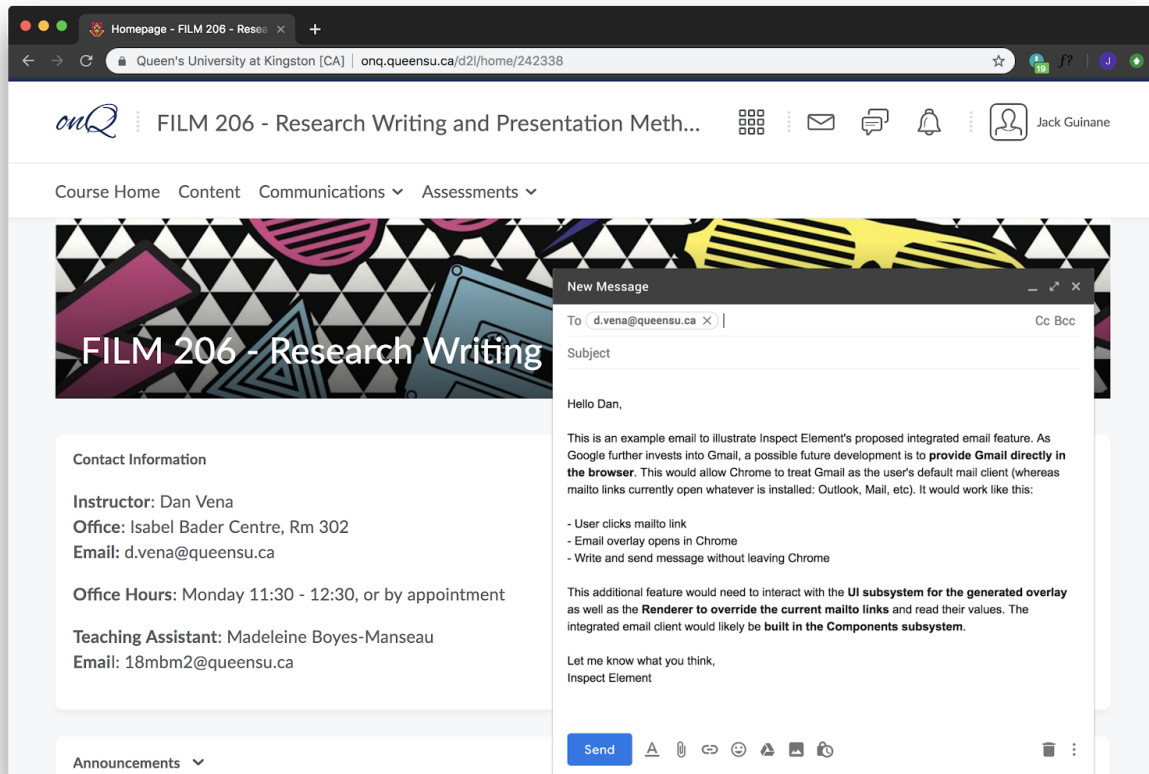 Homepage - FILM 206 - Resea
Queen's University at Kingston [CA] | onq.queensu.ca/d2l/home/242338
19
f?
J
onQ
FILM 206 - Research Writing and Presentation Meth...
Jack Guinane
Course Home Content Communications Assessments
FILM 206 - Research Writing
Contact Information
Instructor: Dan Vena
Office: Isabel Bader Centre, Rm 302
Email: d.vena@queensu.ca
Office Hours: Monday 11:30 - 12:30, or by appointment
Teaching Assistant: Madeleine Boyes-Manseau
Email: 18mbm2@queensu.ca
Announcements
New Message
To d.vena@queensu.ca Cc Bcc
Subject
Hello Dan,
This is an example email to illustrate Inspect Element's proposed integrated email feature. As
Google further invests into Gmail, a possible future development is to provide Gmail directly in
the browser. This would allow Chrome to treat Gmail as the user's default mail client (whereas
mailto links currently open whatever is installed: Outlook, Mail, etc). It would work like this:
- User clicks mailto link
- Email overlay opens in Chrome
- Write and send message without leaving Chrome
This additional feature would need to interact with the UI subsystem for the generated overlay
as well as the Renderer to override the current mailto links and read their values. The
integrated email client would likely be built in the Components subsystem.
Let me know what you think,
Inspect Element
Send